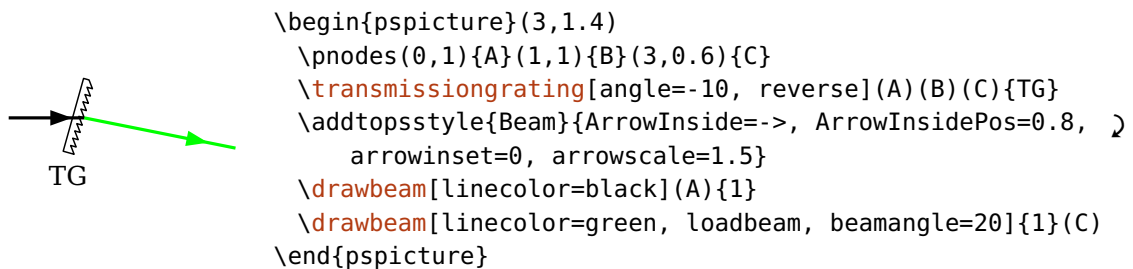 TG
\begin{pspicture}(3,1.4)
\pnodes(0,1){A}(1,1){B}(3,0.6){C}
\transmissiongrating[angle=-10, reverse](A)(B)(C){TG}
\addtopsstyle{Beam}{ArrowInside=->, ArrowInsidePos=0.8,
arrowinset=0, arrowscale=1.5}
\drawbeam[linecolor=black](A){1}
\drawbeam[linecolor=green, loadbeam, beamangle=20]{1}(C)
\end{pspicture}